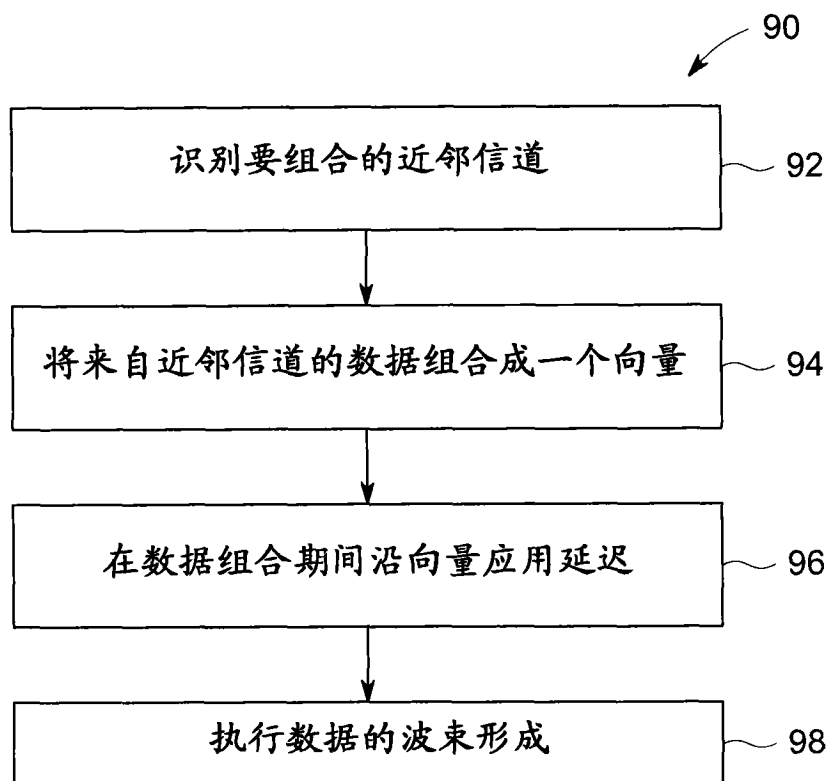 90
识别要组合的近邻信道
92
将来自近邻信道的数据组合成一个向量
94
在数据组合期间沿向量应用延迟
96
执行数据的波束形成
98